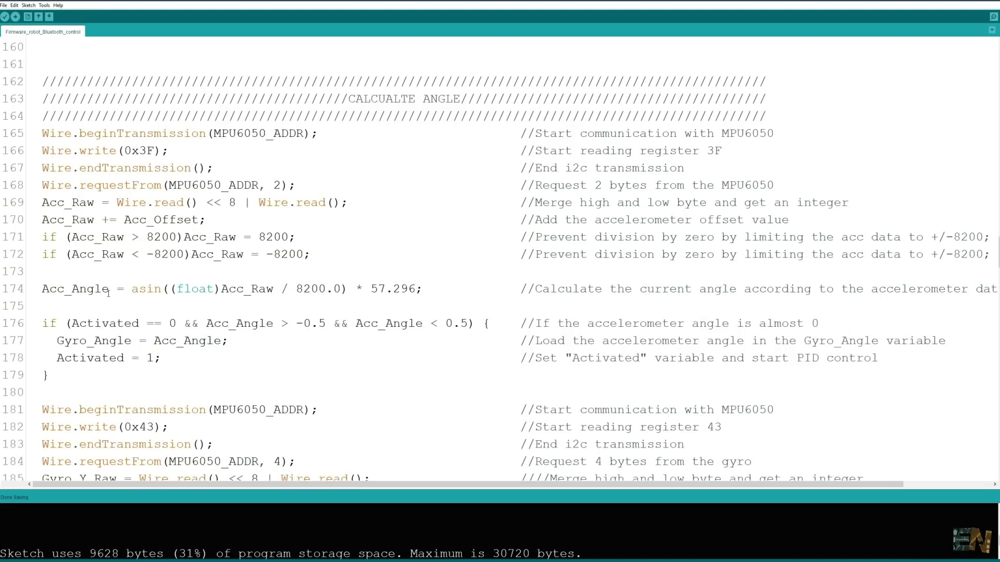 File Edit Sketch Tools Help
Firmware_robot_Bluetooth_control
160
161
162 /////////////////////////////////////////////////////////////////////////////////////////////////
163 /////////////////////////////////////////CALCUALTE ANGLE/////////////////////////////////////////
164 /////////////////////////////////////////////////////////////////////////////////////////////////
165 Wire.beginTransmission(MPU6050_ADDR); //Start communication with MPU6050
166 Wire.write(0x3F); //Start reading register 3F
167 Wire.endTransmission(); //End i2c transmission
168 Wire.requestFrom(MPU6050_ADDR, 2); //Request 2 bytes from the MPU6050
169 Acc_Raw = Wire.read() << 8 | Wire.read(); //Merge high and low byte and get an integer
170 Acc_Raw += Acc_Offset; //Add the accelerometer offset value
171 if (Acc_Raw > 8200)Acc_Raw = 8200; //Prevent division by zero by limiting the acc data to +/-8200;
172 if (Acc_Raw < -8200)Acc_Raw = -8200; //Prevent division by zero by limiting the acc data to +/-8200;
173
174 Acc_Angle = asin((float)Acc_Raw / 8200.0) * 57.296; //Calculate the current angle according to the accelerometer dat
175
176 if (Activated == 0 && Acc_Angle > -0.5 && Acc_Angle < 0.5) { //If the accelerometer angle is almost 0
177 Gyro_Angle = Acc_Angle; //Load the accelerometer angle in the Gyro_Angle variable
178 Activated = 1; //Set "Activated" variable and start PID control
179 }
180
181 Wire.beginTransmission(MPU6050_ADDR); //Start communication with MPU6050
182 Wire.write(0x43); //Start reading register 43
183 Wire.endTransmission(); //End i2c transmission
184 Wire.requestFrom(MPU6050_ADDR, 4); //Request 4 bytes from the gyro
185 Gyro_Y_Raw = Wire.read() << 8 | Wire.read(); ////Merge high and low byte and get an integer
Done Saving.
EN
Sketch uses 9628 bytes (31%) of program storage space. Maximum is 30720 bytes.